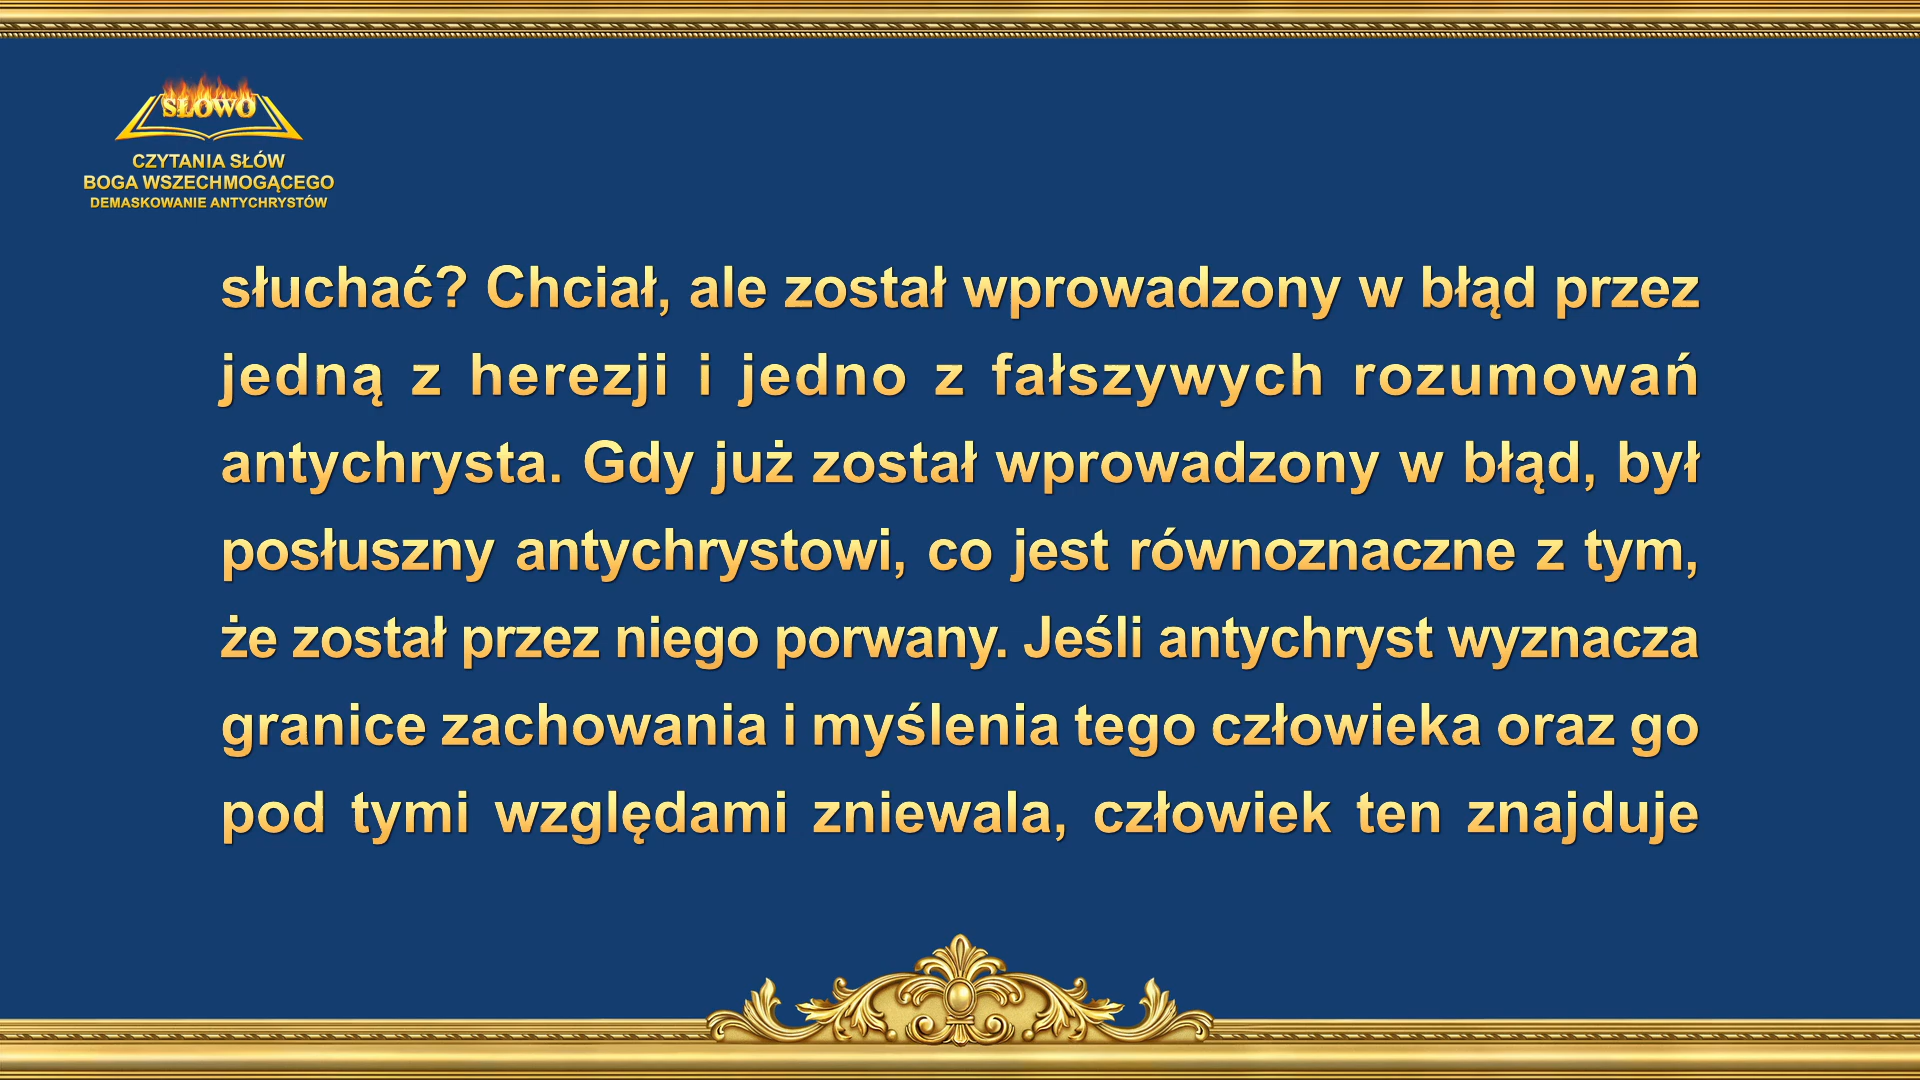 SŁOWO
CZYTANIA SŁÓW
BOGA WSZECHMOGĄCEGO
DEMASKOWANIE ANTYCHRYSTÓW
słuchać? Chciał, ale został wprowadzony w błąd przez
jedną z herezji i jedno z fałszywych rozumowań
antychrysta. Gdy już został wprowadzony w błąd, był
posłuszny antychrystowi, co jest równoznaczne z tym,
że został przez niego porwany. Jeśli antychryst wyznacza
granice zachowania i myślenia tego człowieka oraz go
pod tymi względami zniewala, człowiek ten znajduje